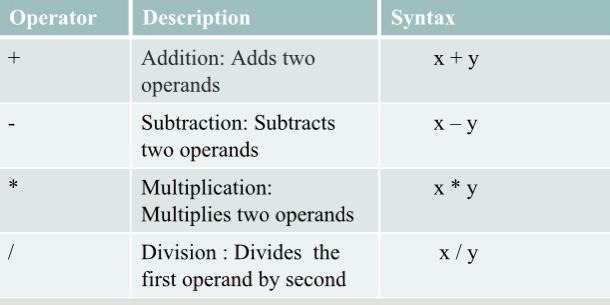 Operator Description Syntax
+ Addition: Adds two x + y
operands
- Subtraction: Subtracts x – y
two operands
* Multiplication: x * y
Multiplies two operands
/ Division : Divides the x / y
first operand by second